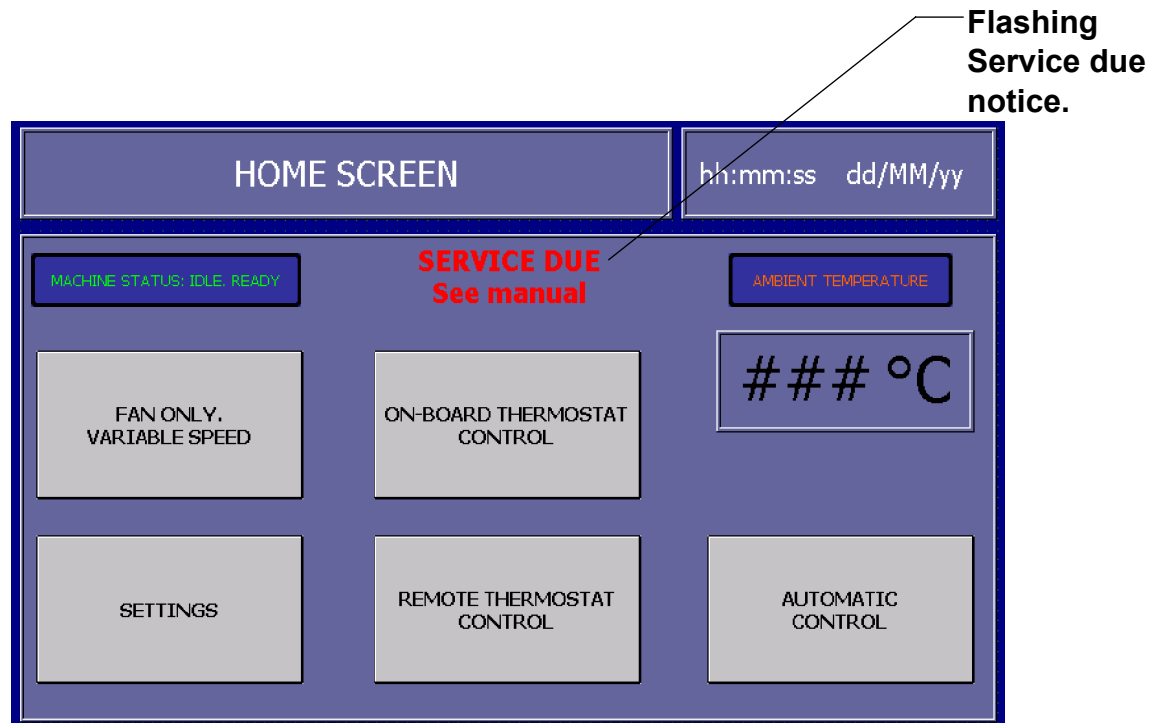 Flashing
Service due
notice.
HOME SCREEN
hh:mm:ss dd/MM/yy
MACHINE STATUS: IDLE. READY
SERVICE DUE
See manual
AMBIENT TEMPERATURE
###°C
FAN ONLY.
VARIABLE SPEED
ON-BOARD THERMOSTAT
CONTROL
SETTINGS
REMOTE THERMOSTAT
CONTROL
AUTOMATIC
CONTROL